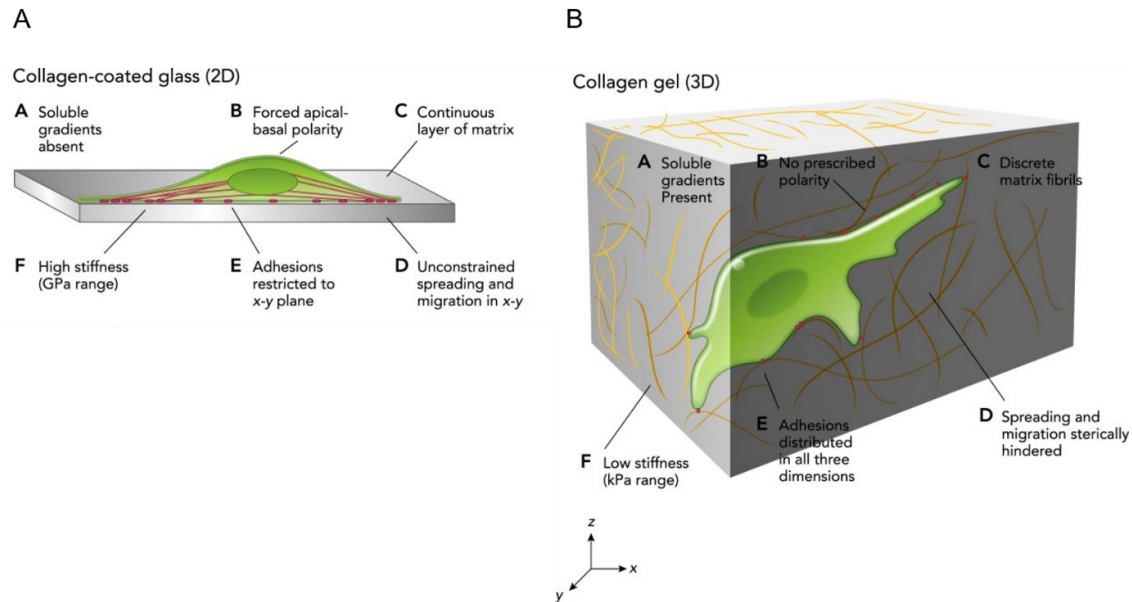 A
B
Collagen-coated glass (2D)
A Soluble
gradients
absent
B Forced apical-
basal polarity
C Continuous
layer of matrix
F High stiffness
(GPa range)
E Adhesions
restricted to
x-y plane
D Unconstrained
spreading and
migration in x-y
Collagen gel (3D)
A Soluble
gradients
Present
B No prescribed
polarity
C Discrete
matrix fibrils
F Low stiffness
(kPa range)
E Adhesions
distributed
in all three
dimensions
D Spreading and
migration sterically
hindered
z
x
y